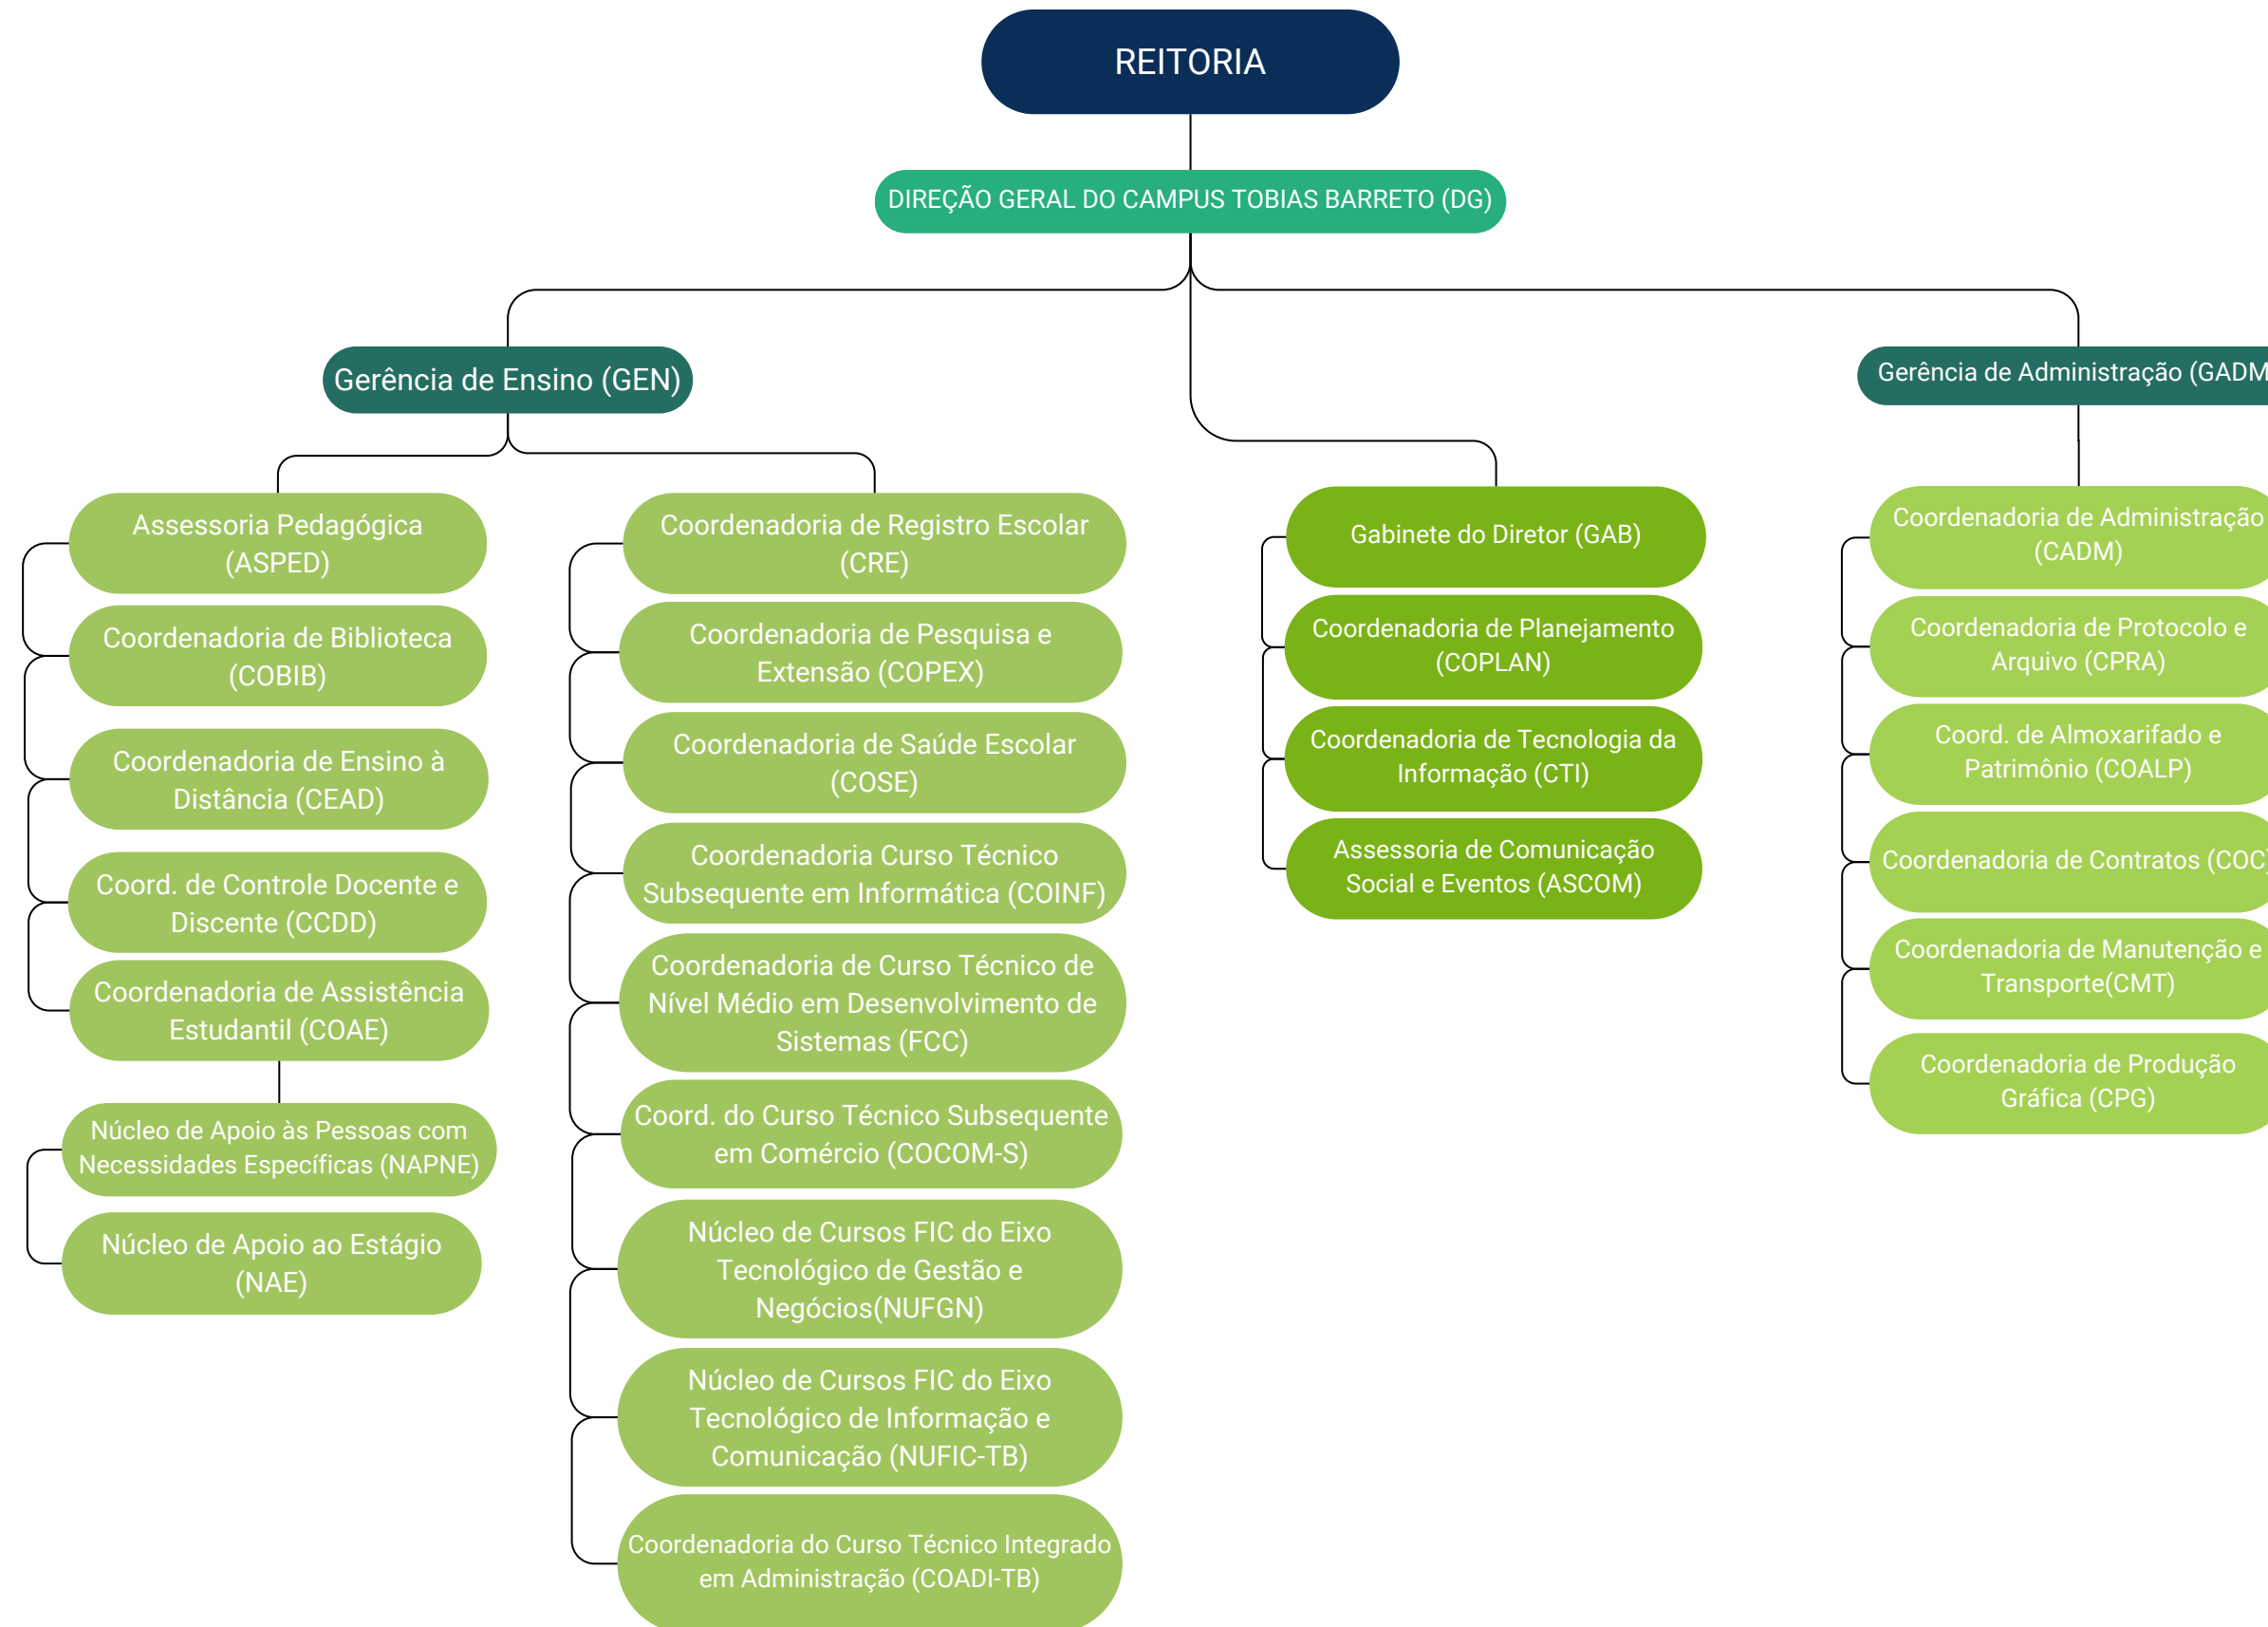 REITORIA
DIREÇÃO GERAL DO CAMPUS TOBIAS BARRETO (DG)
Gerência de Ensino (GEN)
Gerência de Administração (GADM
Assessoria Pedagógica
(ASPED)
Coordenadoria de Biblioteca
(COBIB)
Coordenadoria de Ensino à
Distância (CEAD)
Coord. de Controle Docente e
Discente (CCDD)
Coordenadoria de Assistência
Estudantil (COAE)
Núcleo de Apoio às Pessoas com
Necessidades Específicas (NAPNE)
Núcleo de Apoio ao Estágio
(NAE)
Coordenadoria de Registro Escolar
(CRE)
Coordenadoria de Pesquisa e
Extensão (COPEX)
Coordenadoria de Saúde Escolar
(COSE)
Coordenadoria Curso Técnico
Subsequente em Informática (COINF)
Coordenadoria de Curso Técnico de
Nível Médio em Desenvolvimento de
Sistemas (FCC)
Coord. do Curso Técnico Subsequente
em Comércio (COCOM-S)
Núcleo de Cursos FIC do Eixo
Tecnológico de Gestão e
Negócios(NUFGN)
Núcleo de Cursos FIC do Eixo
Tecnológico de Informação e
Comunicação (NUFIC-TB)
Coordenadoria do Curso Técnico Integrado
em Administração (COADI-TB)
Gabinete do Diretor (GAB)
Coordenadoria de Planejamento
(COPLAN)
Coordenadoria de Tecnologia da
Informação (CTI)
Assessoria de Comunicação
Social e Eventos (ASCOM)
Coordenadoria de Administração
(CADM)
Coordenadoria de Protocolo e
Arquivo (CPRA)
Coord. de Almoxarifado e
Patrimônio (COALP)
Coordenadoria de Contratos (COC)
Coordenadoria de Manutenção e
Transporte(CMT)
Coordenadoria de Produção
Gráfica (CPG)